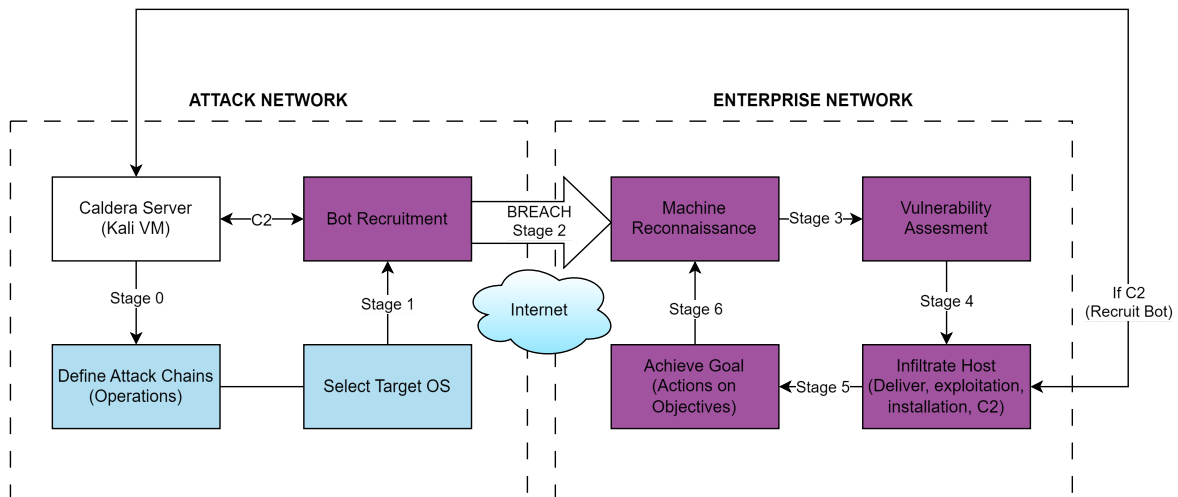 ATTACK NETWORK
ENTERPRISE NETWORK
Caldera Server
(Kali VM)
C2
Bot Recruitment
BREACH
Stage 2
Machine
Reconnaissance
Stage 3
Vulnerability
Assesment
Stage 0
Stage 1
Internet
Stage 6
Stage 4
If C2
(Recruit Bot)
Define Attack Chains
(Operations)
Select Target OS
Achieve Goal
(Actions on
Objectives)
Stage 5
Infiltrate Host
(Deliver, exploitation,
installation, C2)